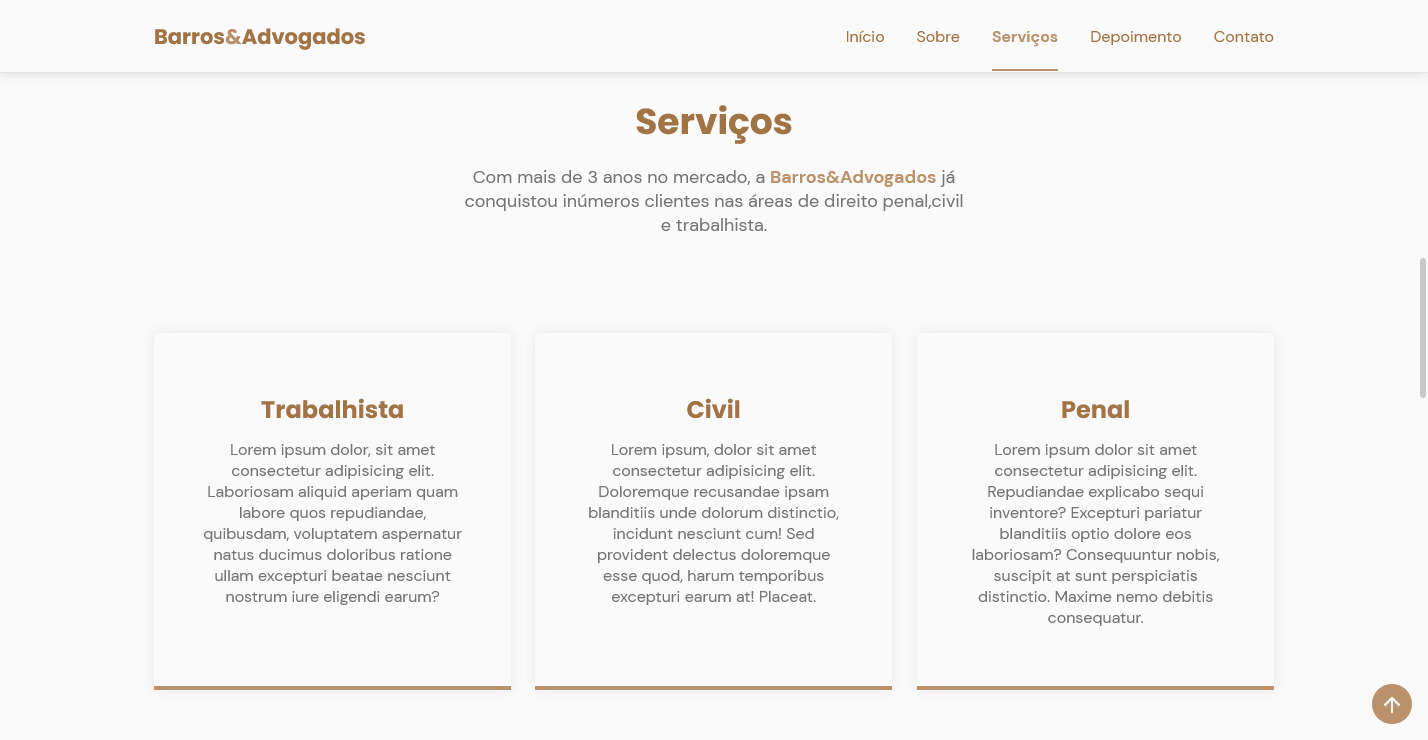 Barros&Advogados
Início Sobre Serviços Depoimento Contato
Serviços
Com mais de 3 anos no mercado, a Barros&Advogados já
conquistou inúmeros clientes nas áreas de direito penal,civil
e trabalhista.
Trabalhista
Lorem ipsum dolor, sit amet
consectetur adipisicing elit.
Laboriosam aliquid aperiam quam
labore quos repudiandae,
quibusdam, voluptatem aspernatur
natus ducimus doloribus ratione
ullam excepturi beatae nesciunt
nostrum iure eligendi earum?
Civil
Lorem ipsum, dolor sit amet
consectetur adipisicing elit.
Doloremque recusandae ipsam
blanditiis unde dolorum distinctio,
incidunt nesciunt cum! Sed
provident delectus doloremque
esse quod, harum temporibus
excepturi earum at! Placeat.
Penal
Lorem ipsum dolor sit amet
consectetur adipisicing elit.
Repudiandae explicabo sequi
inventore? Excepturi pariatur
blanditiis optio dolore eos
laboriosam? Consequuntur nobis,
suscipit at sunt perspiciatis
distinctio. Maxime nemo debitis
consequatur.